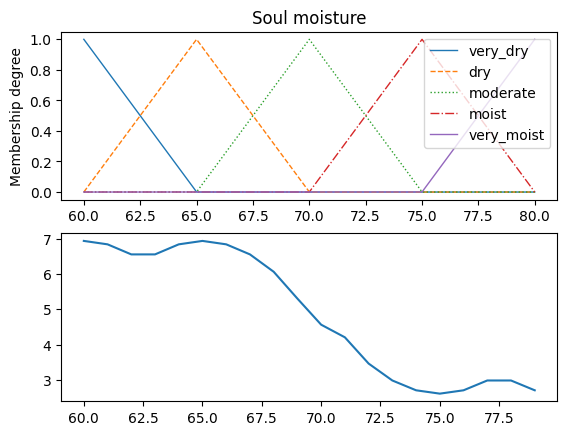 Soul moisture
Membership degree
1.0
0.8
0.6
0.4
0.2
0.0
very_dry
dry
moderate
moist
very_moist
60.0 62.5 65.0 67.5 70.0 72.5 75.0 77.5 80.0
7
6
5
4
3
60.0 62.5 65.0 67.5 70.0 72.5 75.0 77.5